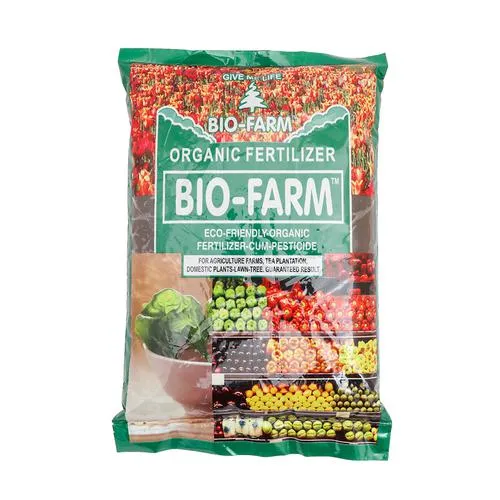 GIVE ME LIFE
BIO-FARM
ORGANIC FERTILIZER
BIO-FARM™
ECO-FRIENDLY-ORGANIC
FERTILIZER-CUM-PESTICIDE
FOR AGRICULTURE FARMS, TEA PLANTATION,
DOMESTIC PLANTS-LAWN-TREE. GUARANTEED RESULT